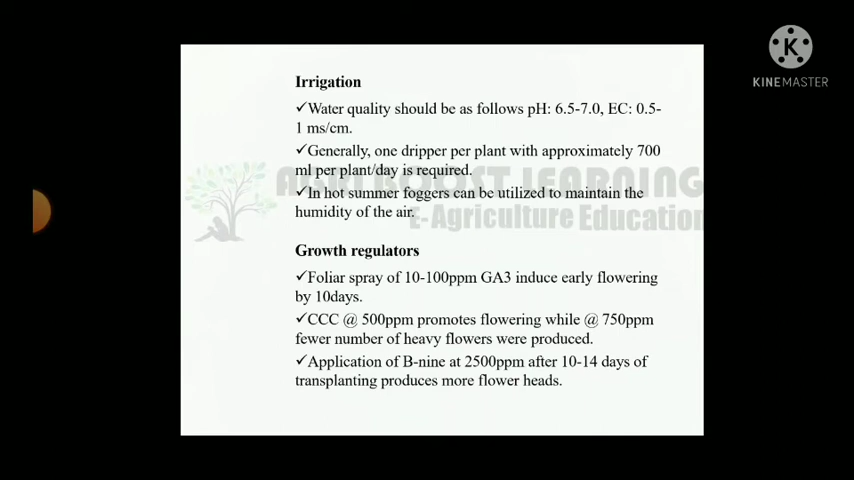 K
KINEMASTER
Irrigation
✓Water quality should be as follows pH: 6.5-7.0, EC: 0.5-
1 ms/cm.
✓Generally, one dripper per plant with approximately 700
ml per plant/day is required.
AGRI BOOST LEARNING
✓In hot summer foggers can be utilized to maintain the
humidity of the air.
E-Agriculture Education
Growth regulators
✓Foliar spray of 10-100ppm GA3 induce early flowering
by 10days.
✓CCC @ 500ppm promotes flowering while @ 750ppm
fewer number of heavy flowers were produced.
✓Application of B-nine at 2500ppm after 10-14 days of
transplanting produces more flower heads.